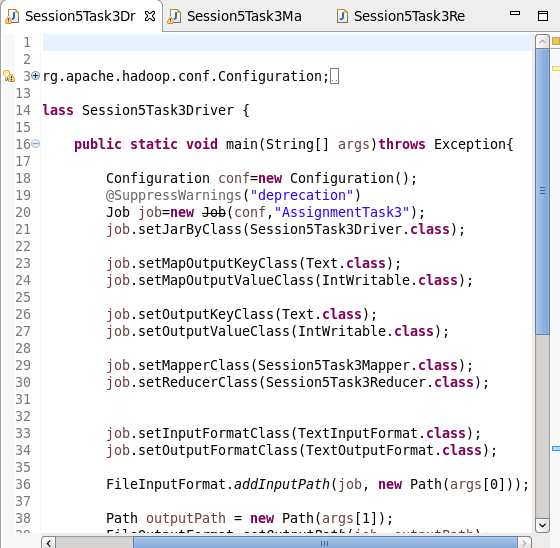 Session5Task3Dr Session5Task3Ma Session5Task3Re
1
2
3 rg.apache.hadoop.conf.Configuration;
13
14 lass Session5Task3Driver {
15
16 public static void main(String[] args)throws Exception{
17
18 Configuration conf=new Configuration();
19 @SuppressWarnings("deprecation")
20 Job job=new Job(conf,"AssignmentTask3");
21 job.setJarByClass(Session5Task3Driver.class);
22
23 job.setMapOutputKeyClass(Text.class);
24 job.setMapOutputValueClass(IntWritable.class);
25
26 job.setOutputKeyClass(Text.class);
27 job.setOutputValueClass(IntWritable.class);
28
29 job.setMapperClass(Session5Task3Mapper.class);
30 job.setReducerClass(Session5Task3Reducer.class);
31
32
33 job.setInputFormatClass(TextInputFormat.class);
34 job.setOutputFormatClass(TextOutputFormat.class);
35
36 FileInputFormat.addInputPath(job, new Path(args[0]));
37
38 Path outputPath = new Path(args[1]);
39 FileOutputFormat.setOutputPath(job, outputPath);